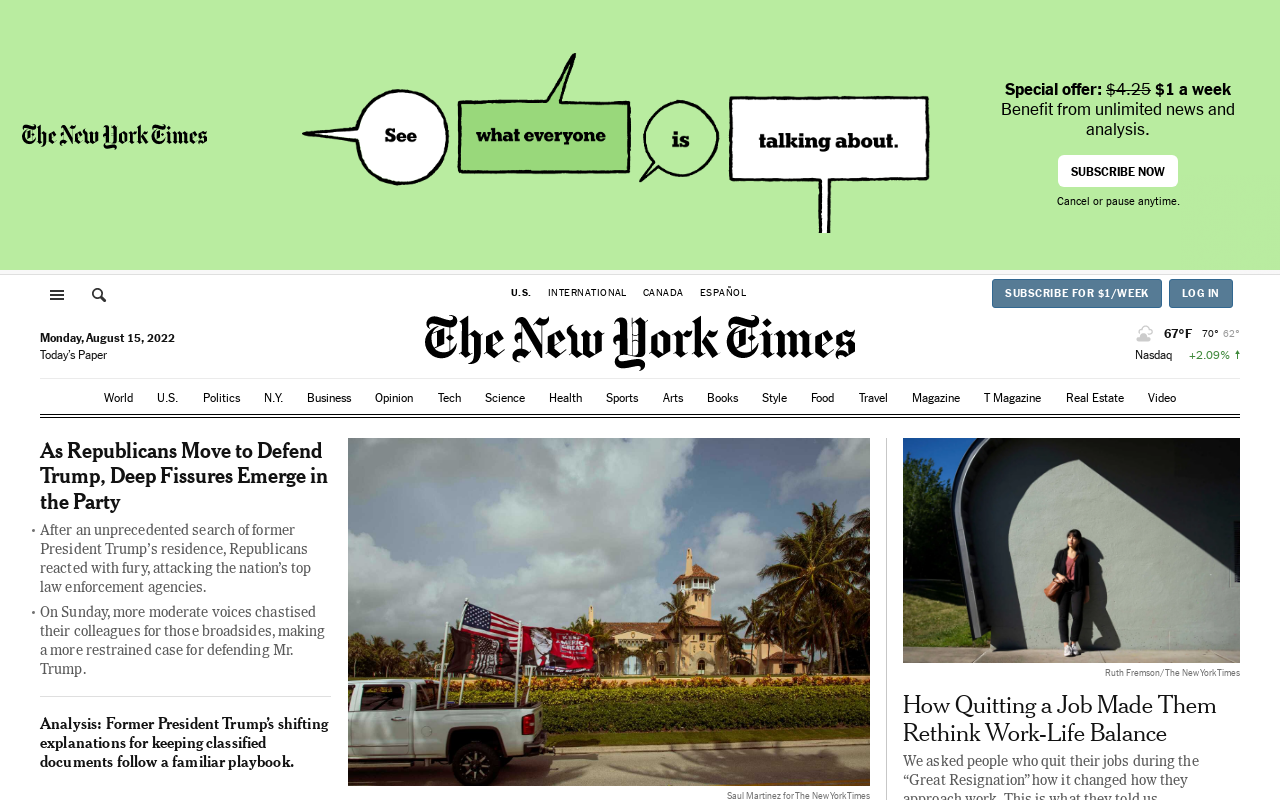 The New York Times
See
what everyone
is
talking about.
Special offer: $4.25 $1 a week
Benefit from unlimited news and
analysis.
SUBSCRIBE NOW
Cancel or pause anytime.
U.S. INTERNATIONAL CANADA ESPAÑOL
SUBSCRIBE FOR $1/WEEK LOG IN
Monday, August 15, 2022
Today's Paper
The New York Times
67°F 70° 62°
Nasdaq +2.09% ↑
World U.S. Politics N.Y. Business Opinion Tech Science Health Sports Arts Books Style Food Travel Magazine T Magazine Real Estate Video
As Republicans Move to Defend
Trump, Deep Fissures Emerge in
the Party
• After an unprecedented search of former
President Trump's residence, Republicans
reacted with fury, attacking the nation's top
law enforcement agencies.
• On Sunday, more moderate voices chastised
their colleagues for those broadsides, making
a more restrained case for defending Mr.
Trump.
Analysis: Former President Trump's shifting
explanations for keeping classified
documents follow a familiar playbook.
Saul Martinez for The New York Times
Ruth Fremson/The New York Times
How Quitting a Job Made Them
Rethink Work-Life Balance
We asked people who quit their jobs during the
“Great Resignation” how it changed how they
approach work. This is what they told us.